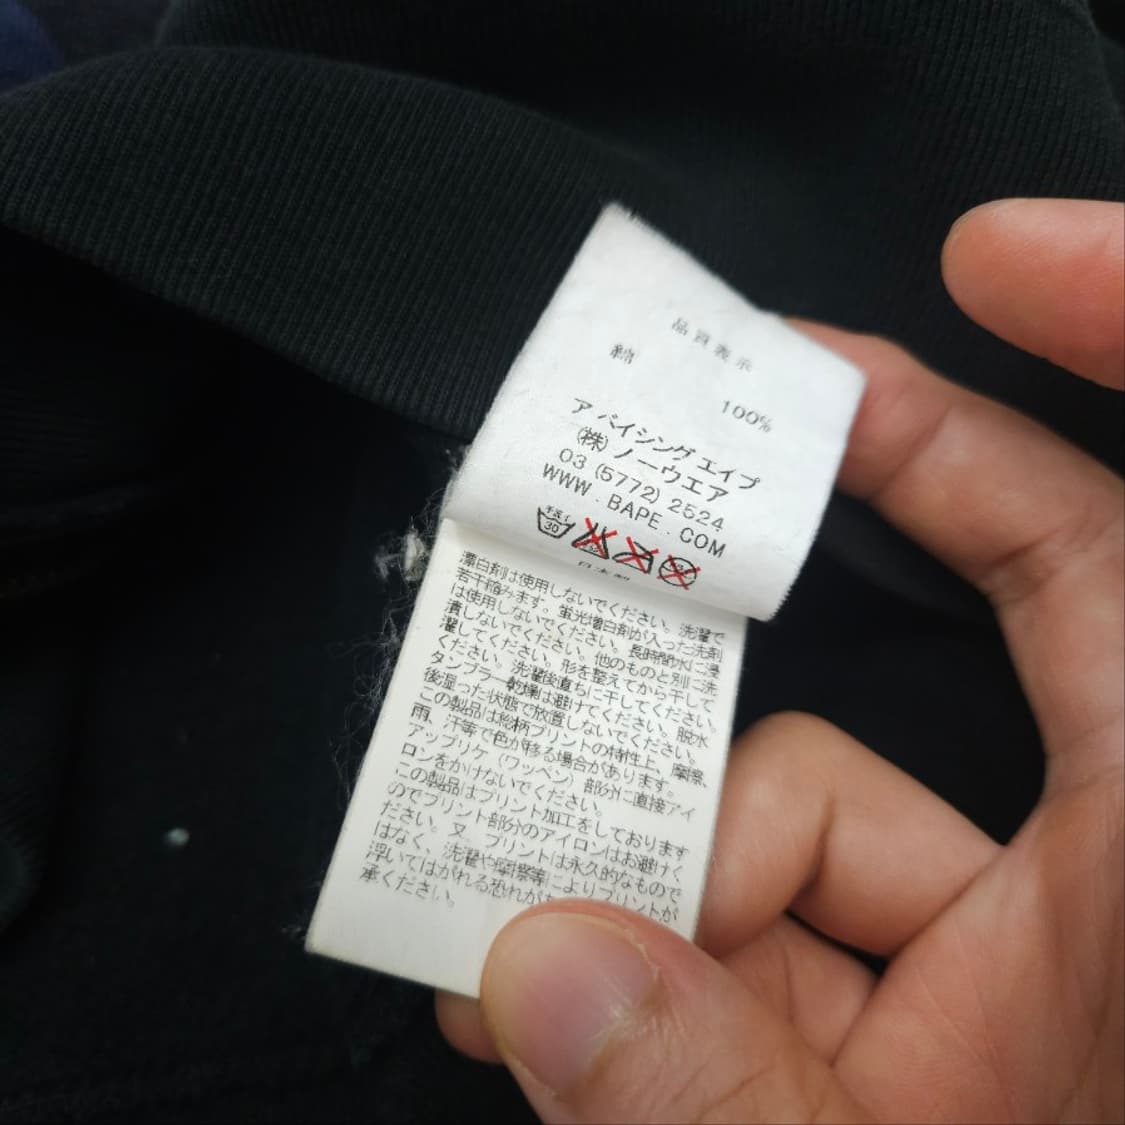 品質表示
綿
100%
ア バイシング エイプ
(株) ノーウエア
03 (5772) 2524
WWW . BAPE . COM
手洗イ
30
日本製
漂白剤は使用しないでください。洗濯で
若干縮みます。蛍光増白剤が入った洗剤
は使用しないでください。長時間水に浸
漬しないでください。他のものと別に洗
濯してください。形を整えてから干して
ください。洗濯後直ちに干してください。
タンブラー乾燥は避けてください。脱水
後湿った状態で放置しないでください。
この製品は総柄プリントの特性上、摩擦、
雨、汗等で色が移る場合があります。
アップリケ（ワッペン）部分に直接アイ
ロンをかけないでください。
この製品はプリント加工をしております
のでプリント部分のアイロンはお避けく
ださい。又、プリントは永久的なもので
はなく、洗濯や摩擦等によりプリントが
浮いてはがれる恐れが
承ください。